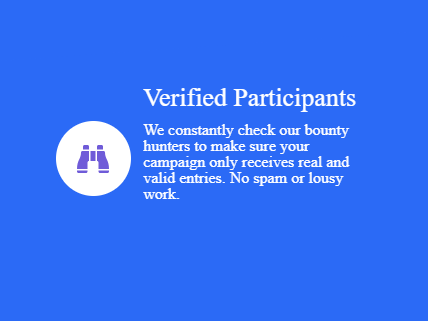 Verified Participants
We constantly check our bounty
hunters to make sure your
campaign only receives real and
valid entries. No spam or lousy
work.